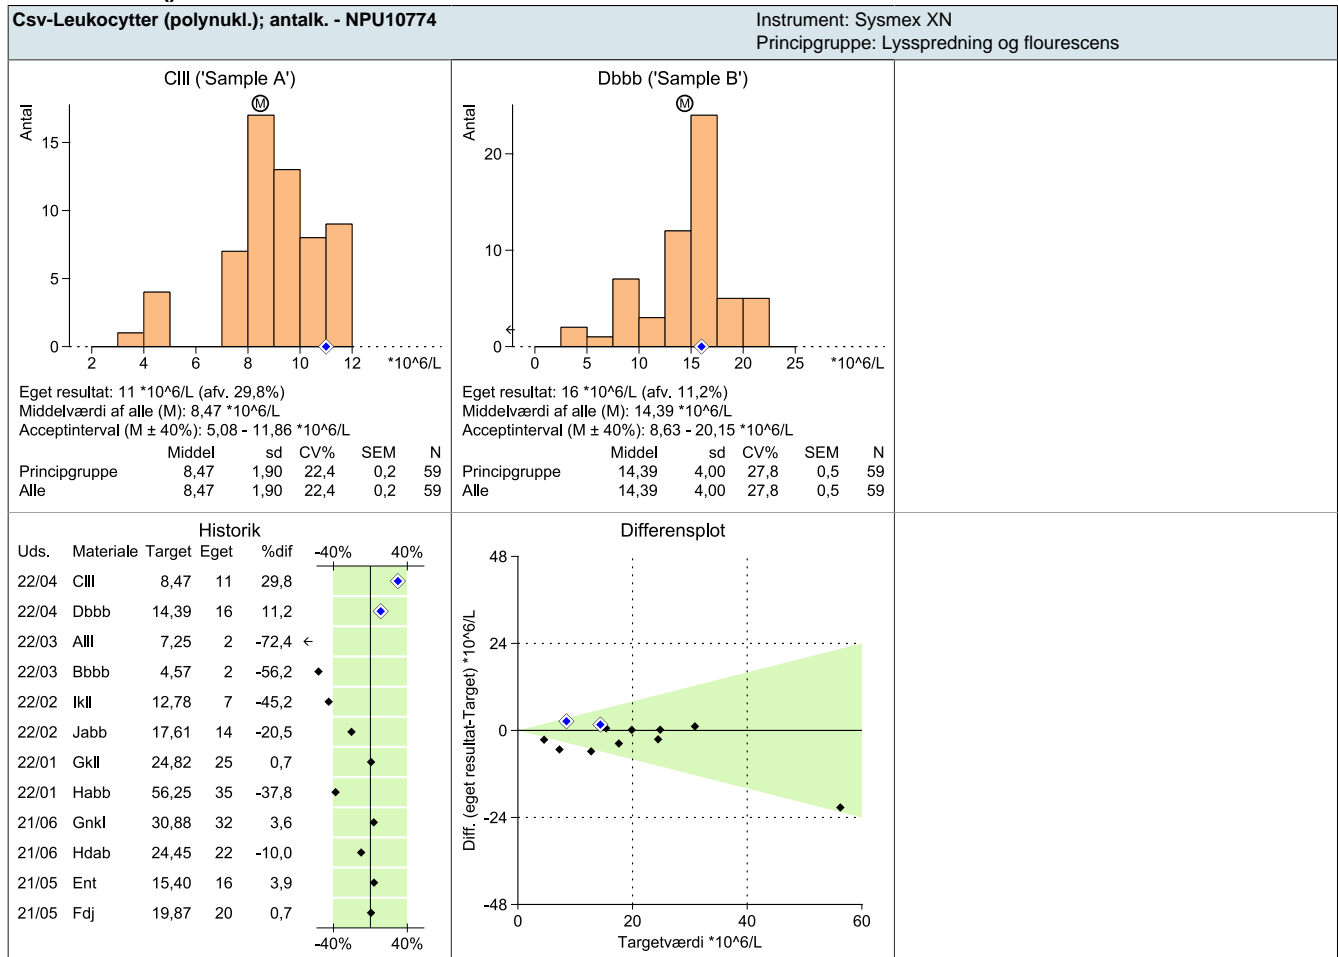 Csv-Leukocytter (polynukl.); antalk. - NPU10774
Instrument: Sysmex XN
Principgruppe: Lysspredning og flourescens
Clll ('Sample A')
M
Antal
15
10
5
0
2 4 6 8 10 12 *10^6/L
Eget resultat: 11 *10^6/L (afv. 29,8%)
Middelværdi af alle (M): 8,47 *10^6/L
Acceptinterval (M ± 40%): 5,08 - 11,86 *10^6/L
Middel sd CV% SEM N
Principgruppe 8,47 1,90 22,4 0,2 59
Alle 8,47 1,90 22,4 0,2 59
Dbbb ('Sample B')
M
Antal
20
10
0
0 5 10 15 20 25 *10^6/L
Eget resultat: 16 *10^6/L (afv. 11,2%)
Middelværdi af alle (M): 14,39 *10^6/L
Acceptinterval (M ± 40%): 8,63 - 20,15 *10^6/L
Middel sd CV% SEM N
Principgruppe 14,39 4,00 27,8 0,5 59
Alle 14,39 4,00 27,8 0,5 59
Historik
Uds. Materiale Target Eget %dif -40% 40%
22/04 Clll 8,47 11 29,8
22/04 Dbbb 14,39 16 11,2
22/03 Alll 7,25 2 -72,4
22/03 Bbbb 4,57 2 -56,2
22/02 Ikll 12,78 7 -45,2
22/02 Jabb 17,61 14 -20,5
22/01 Gkll 24,82 25 0,7
22/01 Habb 56,25 35 -37,8
21/06 Gnkl 30,88 32 3,6
21/06 Hdab 24,45 22 -10,0
21/05 Ent 15,40 16 3,9
21/05 Fdj 19,87 20 0,7
-40% 40%
Differensplot
Diff. (eget resultat-Target) *10^6/L
48
24
0
-24
-48
0 20 40 60
Targetværdi *10^6/L